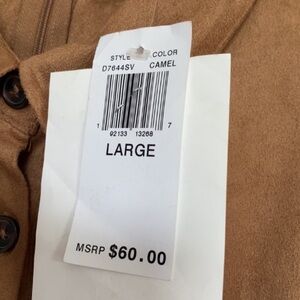 STYLE COLOR
D7644SV CAMEL
1 92133 13268 7
LARGE
MSRP $60.00